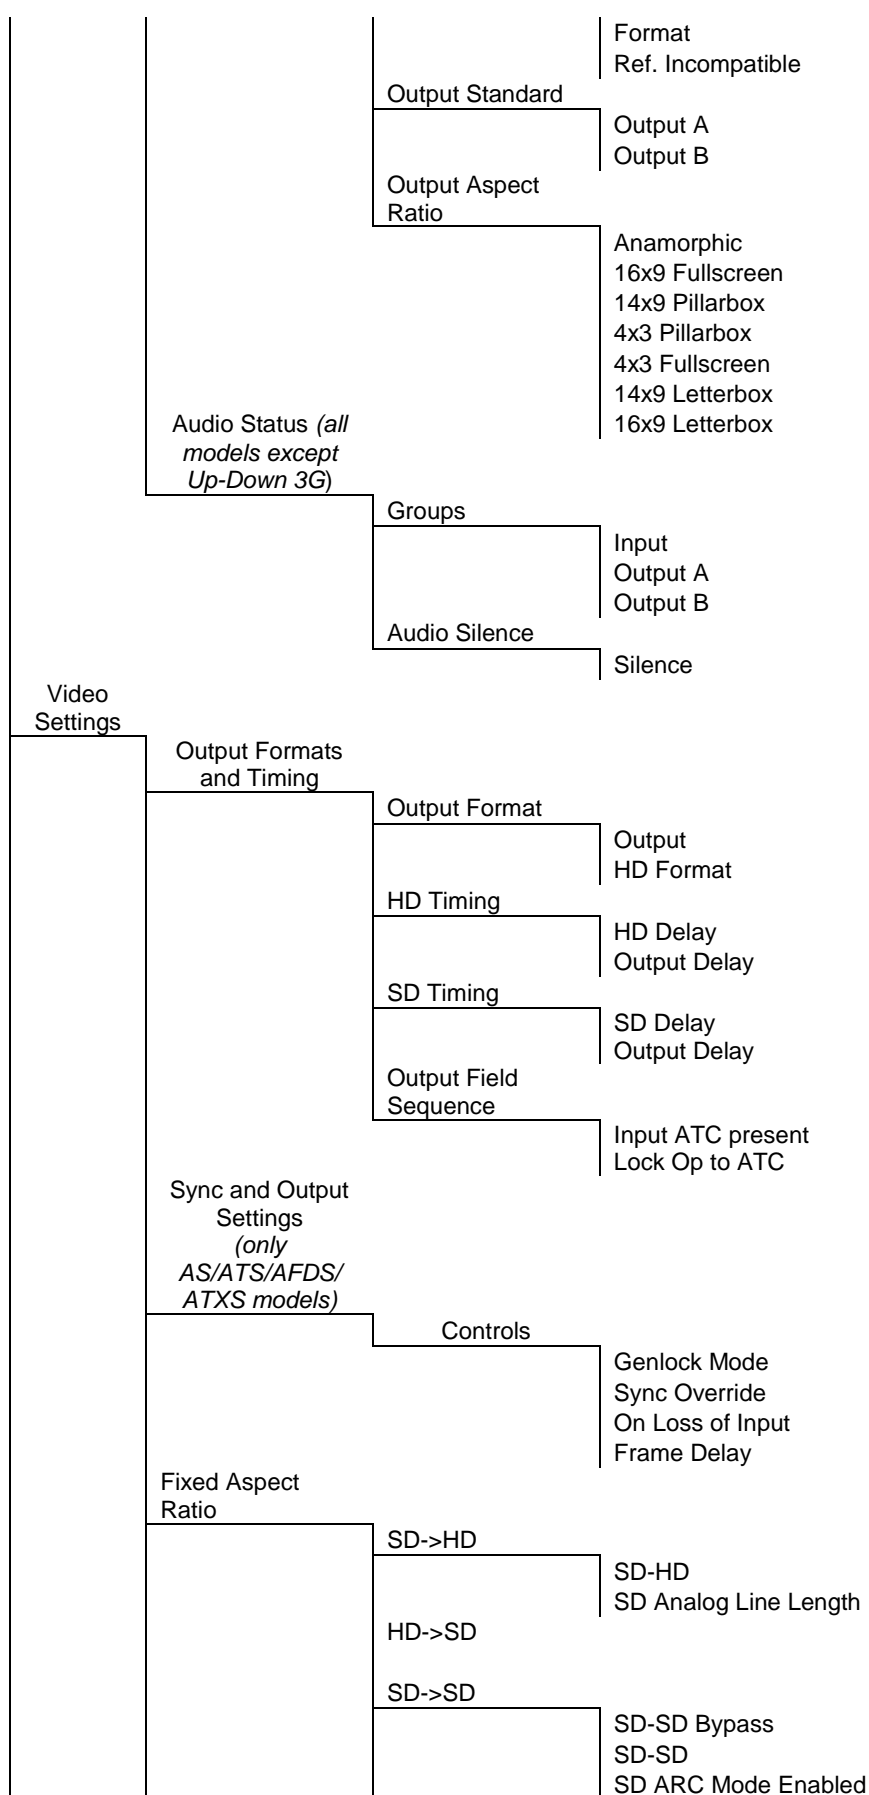 Format
Ref. Incompatible
Output Standard
Output A
Output B
Output Aspect
Ratio
Anamorphic
16x9 Fullscreen
14x9 Pillarbox
4x3 Pillarbox
4x3 Fullscreen
14x9 Letterbox
16x9 Letterbox
Audio Status (all
models except
Up-Down 3G)
Groups
Input
Output A
Output B
Audio Silence
Silence
Video
Settings
Output Formats
and Timing
Output Format
Output
HD Format
HD Timing
HD Delay
Output Delay
SD Timing
SD Delay
Output Delay
Output Field
Sequence
Input ATC present
Lock Op to ATC
Sync and Output
Settings
(only
AS/ATS/AFDS/
ATXS models)
Controls
Genlock Mode
Sync Override
On Loss of Input
Frame Delay
Fixed Aspect
Ratio
SD->HD
SD-HD
SD Analog Line Length
HD->SD
SD->SD
SD-SD Bypass
SD-SD
SD ARC Mode Enabled